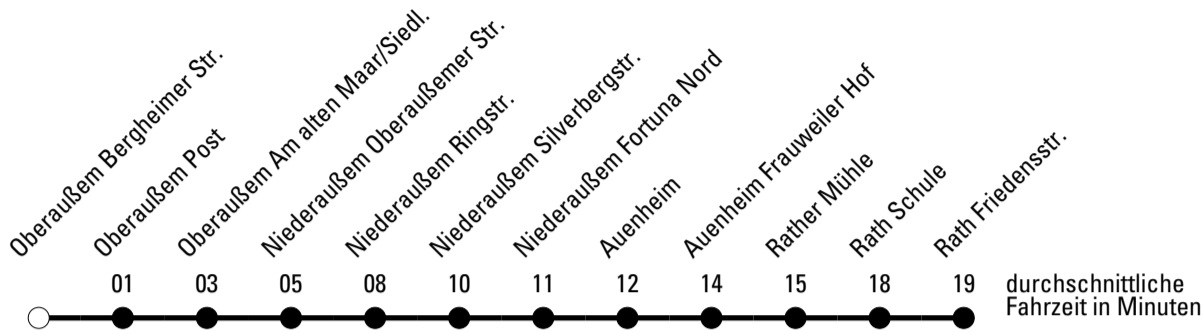 Oberaußem Bergheimer Str.
Oberaußem Post
Oberaußem Am alten Maar/Siedl.
Niederaußem Oberaußemer Str.
Niederaußem Ringstr.
Niederaußem Silverbergstr.
Niederaußem Fortuna Nord
Auenheim
Auenheim Frauweiler Hof
Rather Mühle
Rath Schule
Rath Friedensstr.
01 03 05 08 10 11 12 14 15 18 19
durchschnittliche
Fahrzeit in Minuten